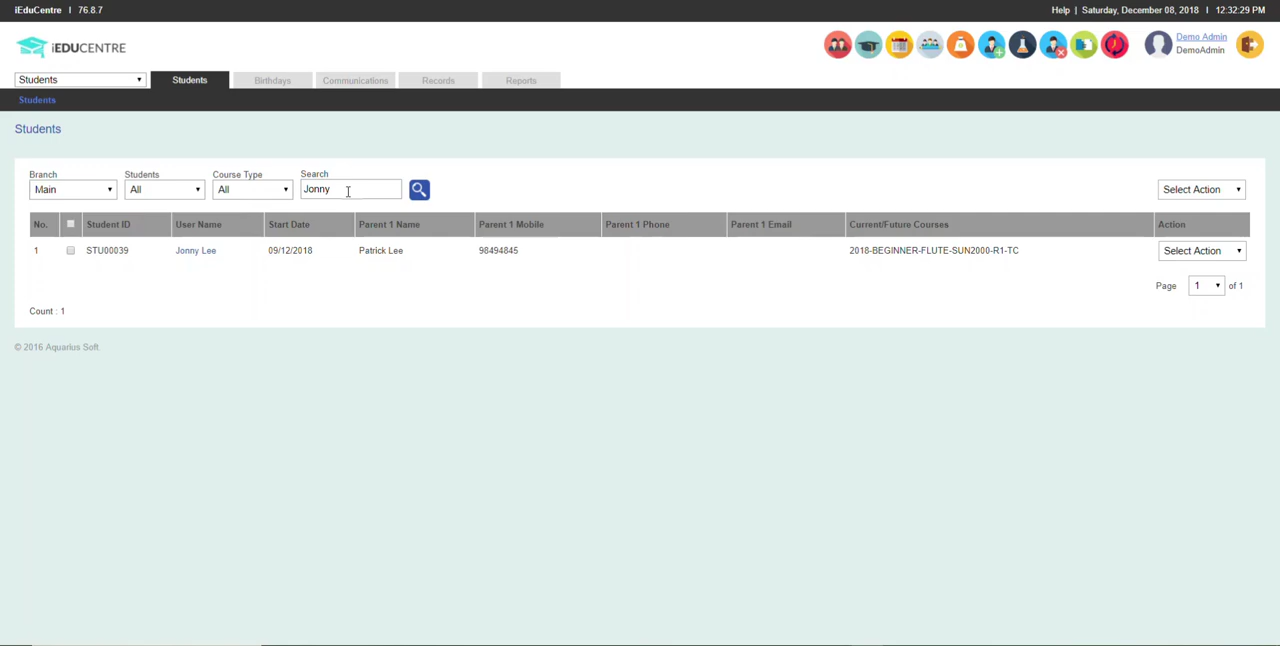 iEduCentre | 76.8.7 Help | Saturday, December 08, 2018 | 12:32:29 PM
iEDUCENTRE Demo Admin
DemoAdmin
Students Students Birthdays Communications Records Reports
Students
Students
Branch Students Course Type Search
Main All All Jonny Select Action
No. Student ID User Name Start Date Parent 1 Name Parent 1 Mobile Parent 1 Phone Parent 1 Email Current/Future Courses Action
1 STU00039 Jonny Lee 09/12/2018 Patrick Lee 98494845 2018-BEGINNER-FLUTE-SUN2000-R1-TC Select Action
Page 1 of 1
Count : 1
© 2016 Aquarius Soft